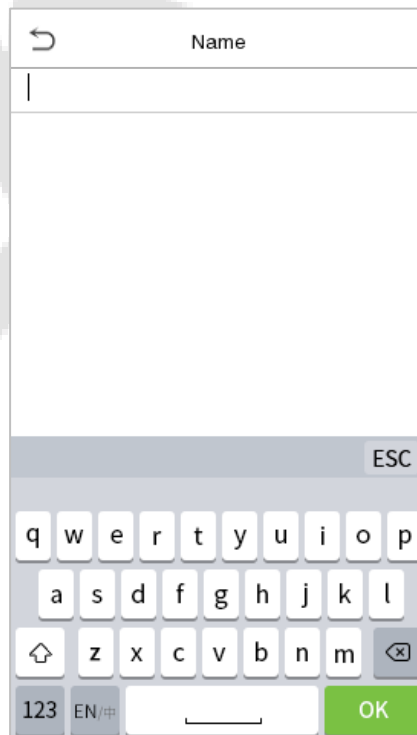 Name
ESC
q w e r t y u i o p
a s d f g h j k l
z x c v b n m
123 EN/中 OK